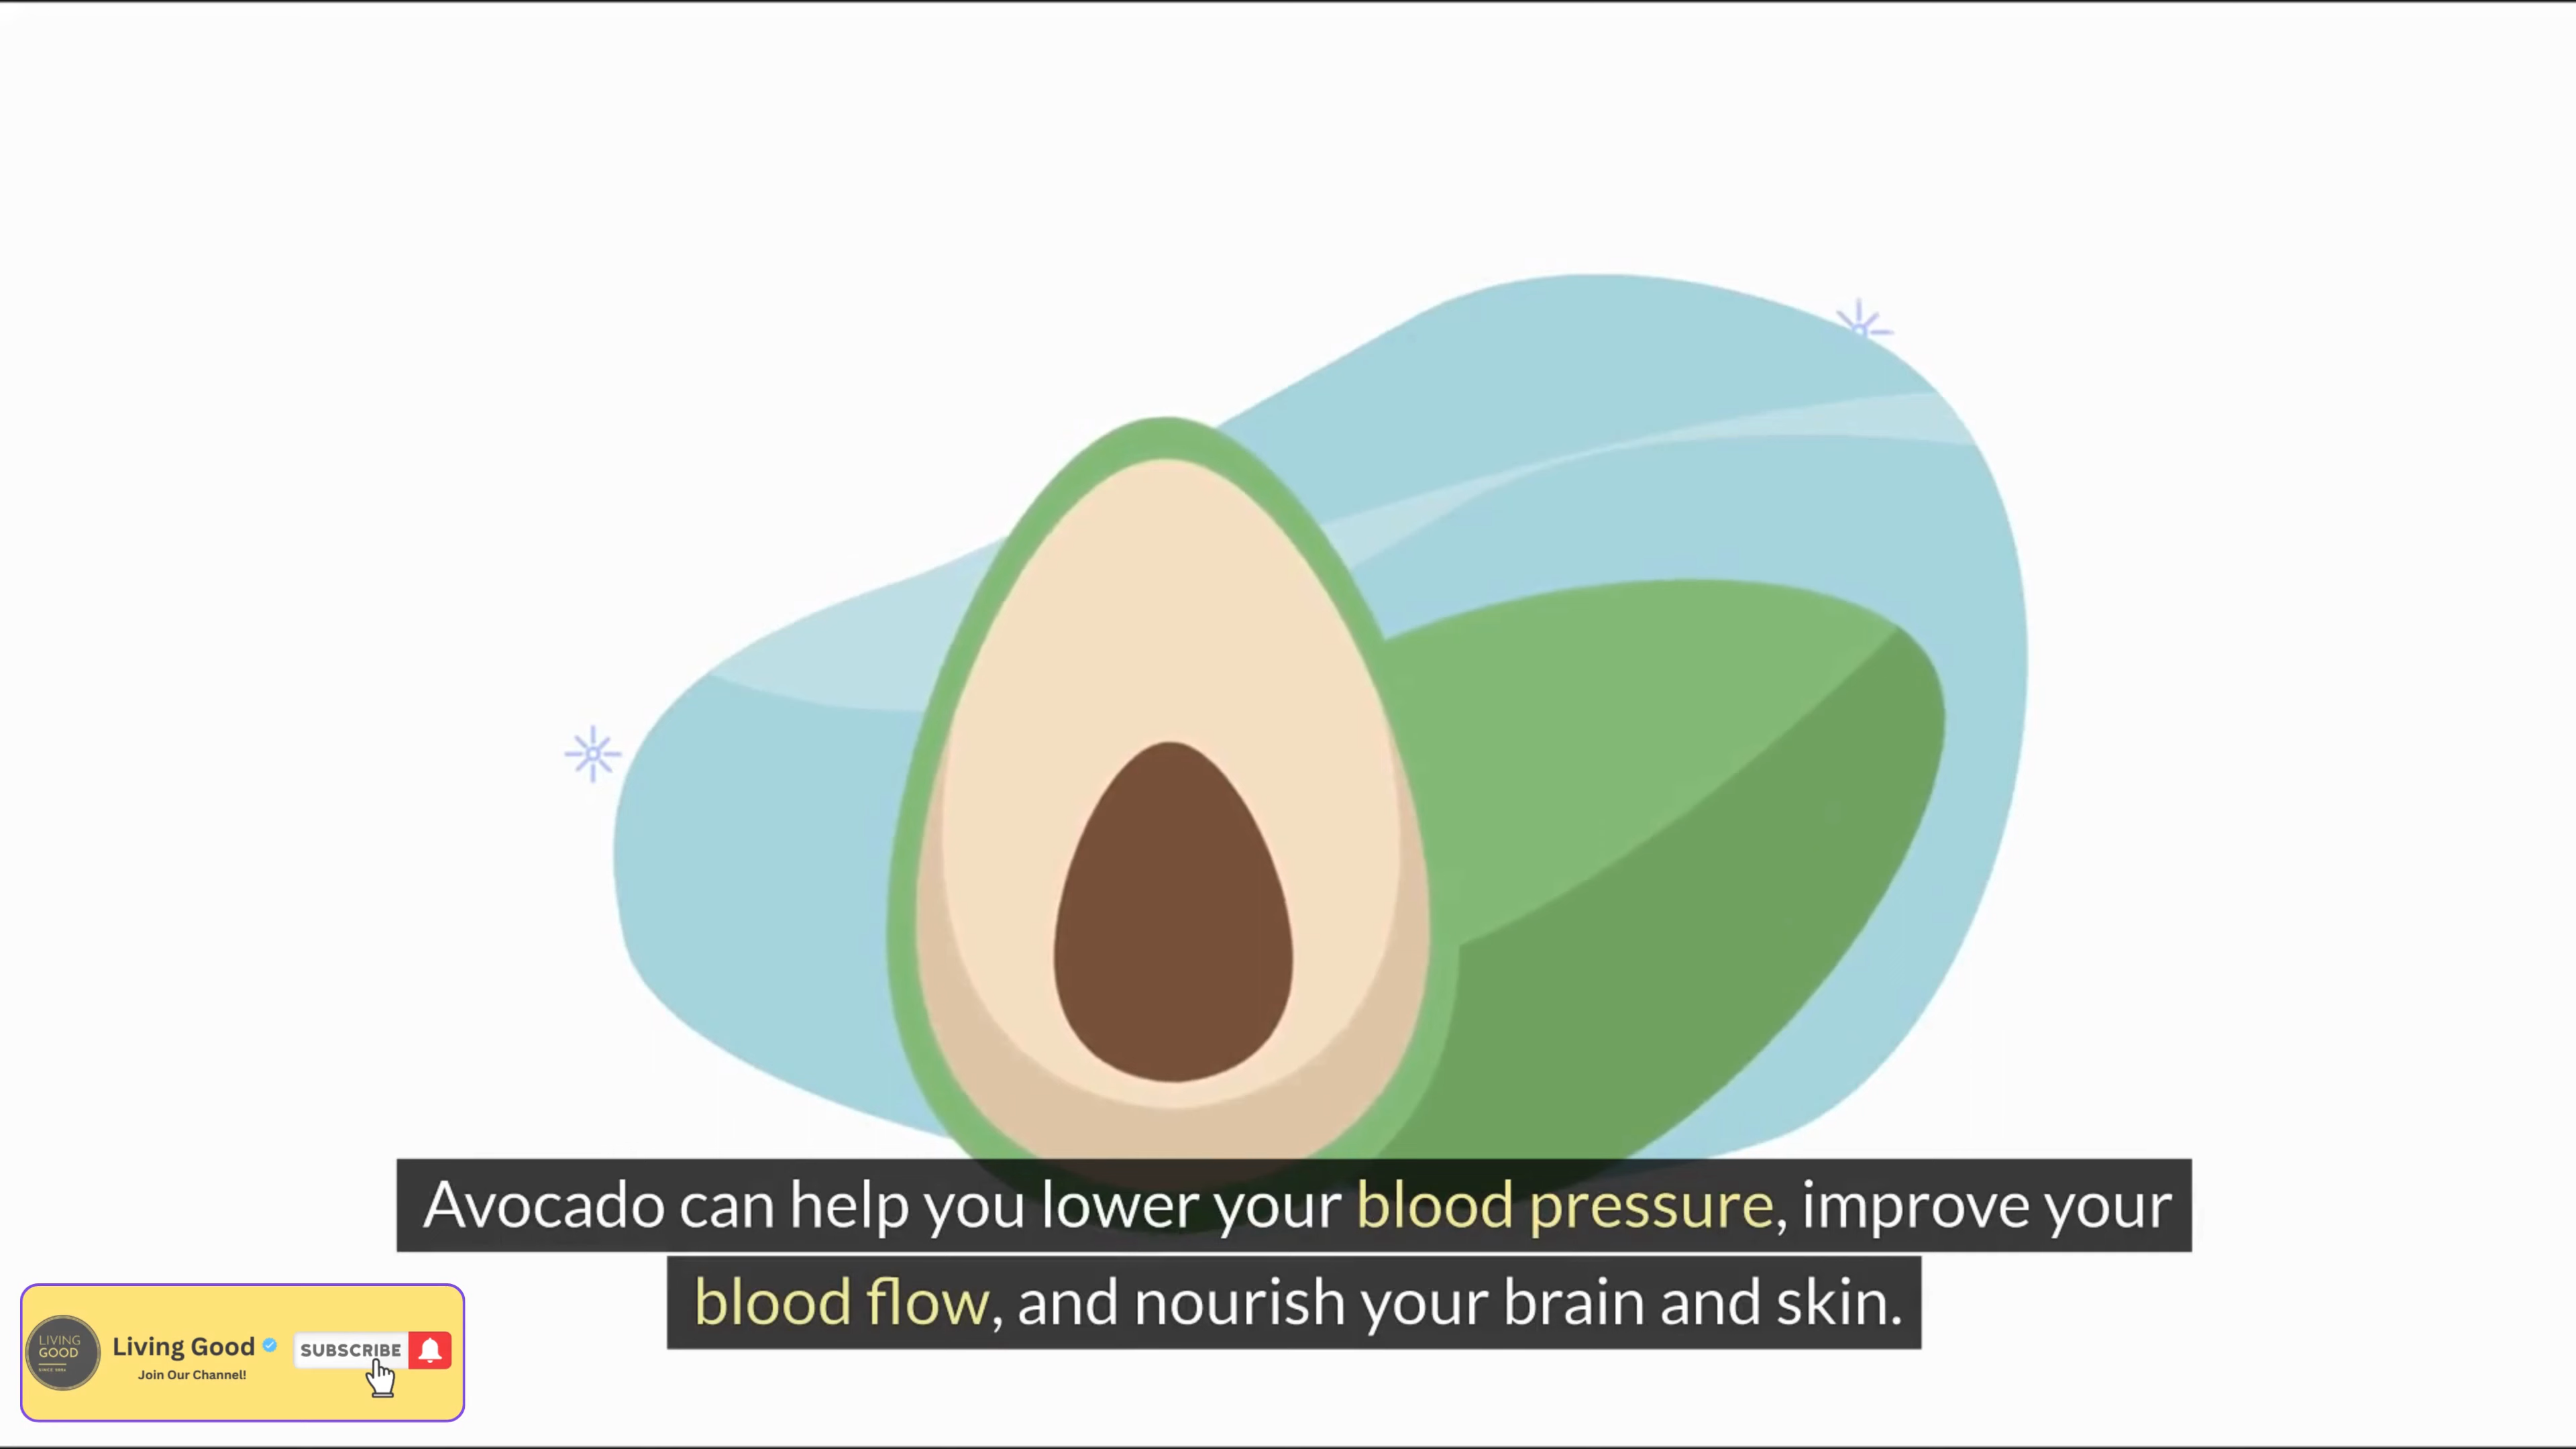 Avocado can help you lower your blood pressure, improve your
blood flow, and nourish your brain and skin.
LIVING
GOOD
Living Good
Join Our Channel!
SUBSCRIBE